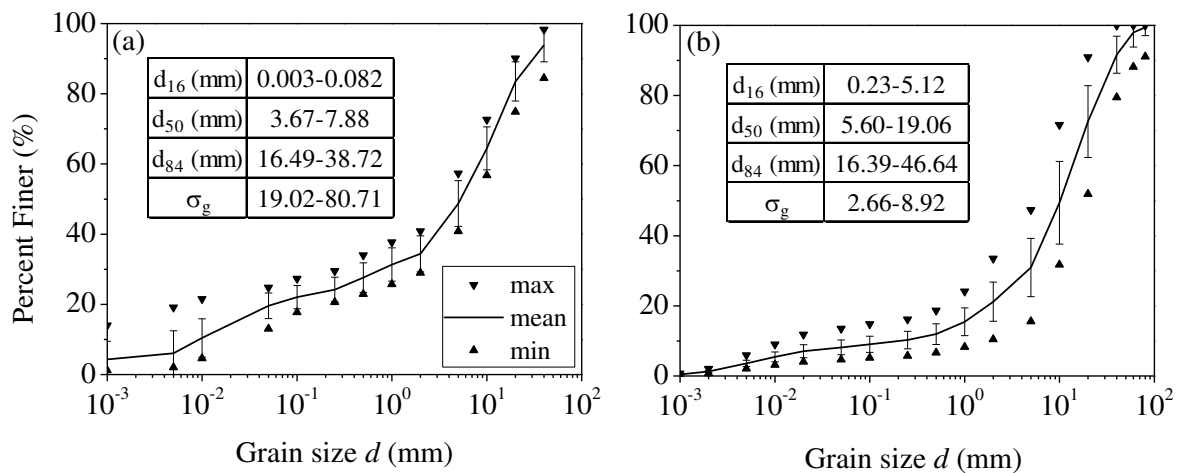 (a)
d16 (mm) 0.003-0.082
d50 (mm) 3.67-7.88
d84 (mm) 16.49-38.72
σg 19.02-80.71
max
mean
min
100
80
60
40
20
0
Percent Finer (%)
10-3 10-2 10-1 100 101 102
Grain size d (mm)
(b)
d16 (mm) 0.23-5.12
d50 (mm) 5.60-19.06
d84 (mm) 16.39-46.64
σg 2.66-8.92
100
80
60
40
20
0
10-3 10-2 10-1 100 101 102
Grain size d (mm)